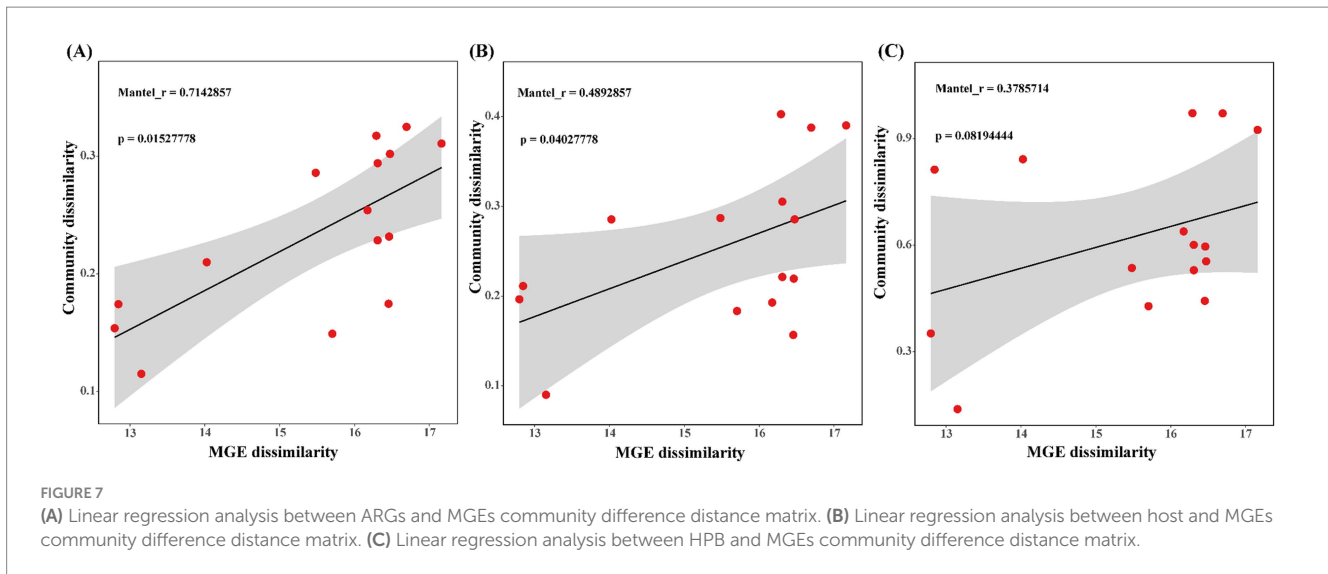 (A)
Mantel_r = 0.7142857
p = 0.01527778
Community dissimilarity
0.3
0.2
0.1
13 14 15 16 17
MGE dissimilarity
(B)
Mantel_r = 0.4892857
p = 0.04027778
Community dissimilarity
0.4
0.3
0.2
0.1
13 14 15 16 17
MGE dissimilarity
(C)
Mantel_r = 0.3785714
p = 0.08194444
Community dissimilarity
0.9
0.6
0.3
13 14 15 16 17
MGE dissimilarity
FIGURE 7
(A) Linear regression analysis between ARGs and MGEs community difference distance matrix. (B) Linear regression analysis between host and MGEs
community difference distance matrix. (C) Linear regression analysis between HPB and MGEs community difference distance matrix.